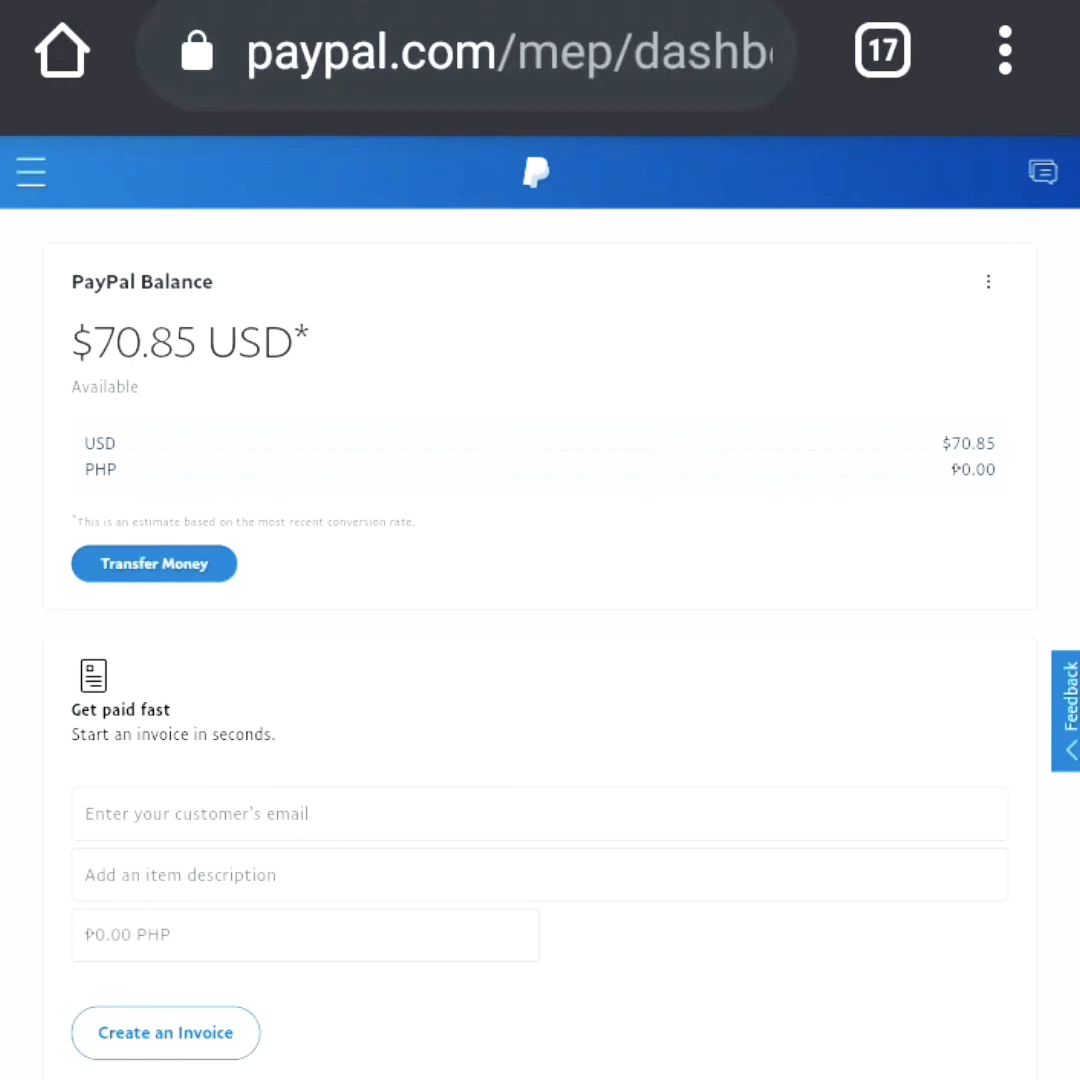 paypal.com/mep/dashb
17
PayPal Balance
$70.85 USD*
Available
USD $70.85
PHP ₱0.00
*This is an estimate based on the most recent conversion rate.
Transfer Money
Feedback
Get paid fast
Start an invoice in seconds.
Enter your customer's email
Add an item description
₱0.00 PHP
Create an Invoice